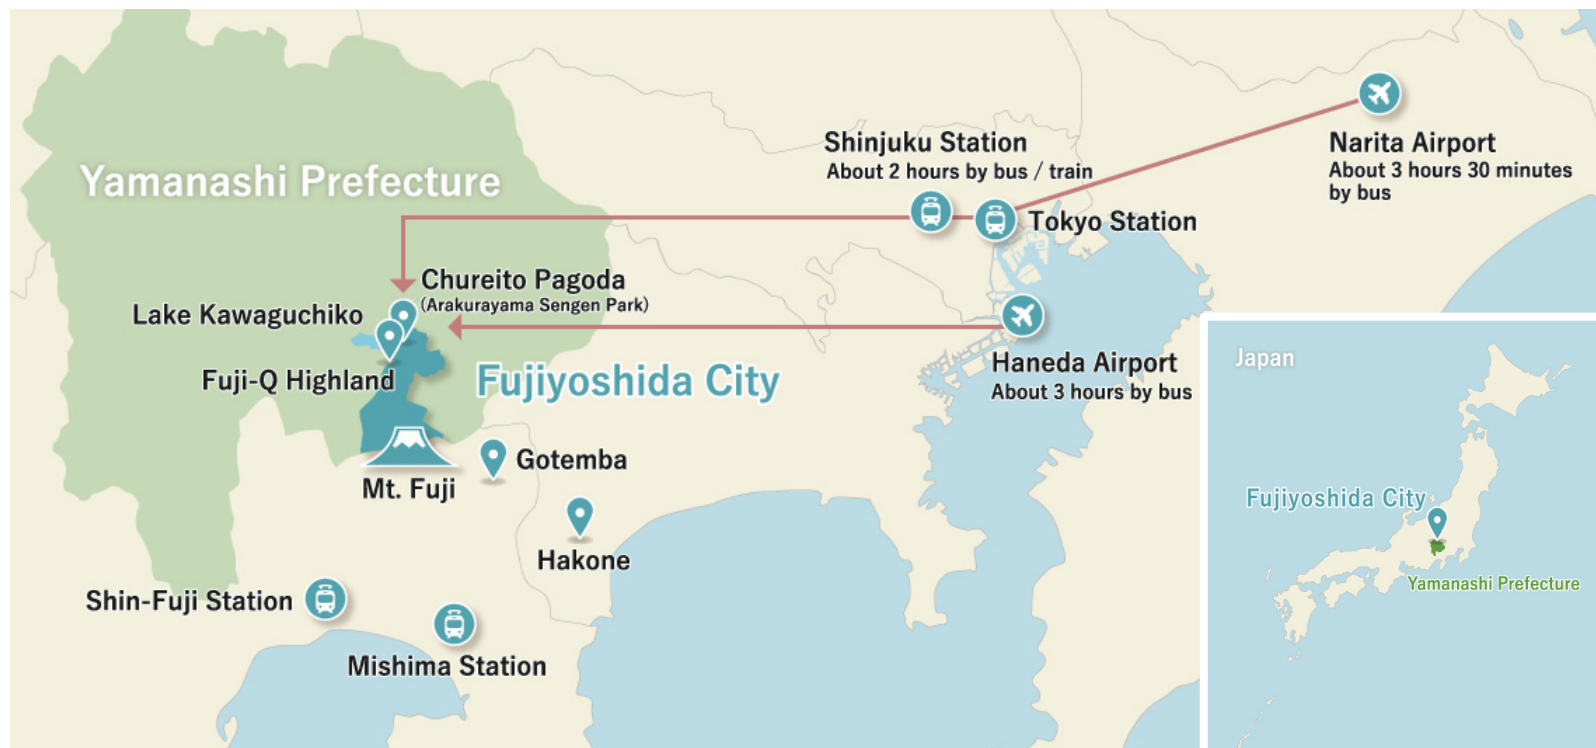 Yamanashi Prefecture
Shinjuku Station
About 2 hours by bus / train
Narita Airport
About 3 hours 30 minutes
by bus
Tokyo Station
Chureito Pagoda
(Arakurayama Sengen Park)
Lake Kawaguchiko
Fuji-Q Highland
Fujiyoshida City
Haneda Airport
About 3 hours by bus
Mt. Fuji
Gotemba
Hakone
Shin-Fuji Station
Mishima Station
Japan
Fujiyoshida City
Yamanashi Prefecture